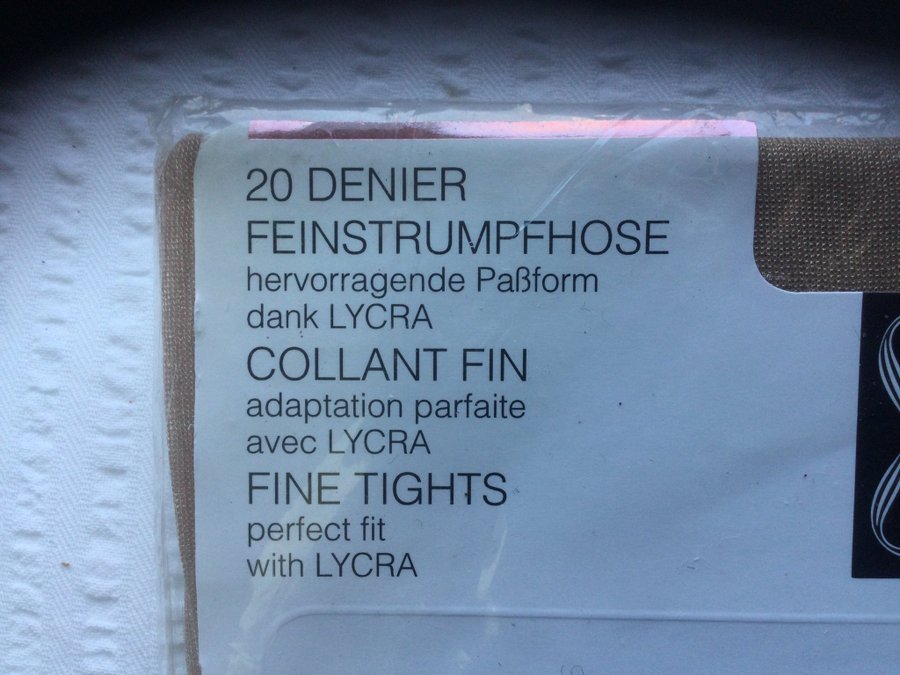 20 DENIER
FEINSTRUMPFHOSE
hervorragende Paßform
dank LYCRA
COLLANT FIN
adaptation parfaite
avec LYCRA
FINE TIGHTS
perfect fit
with LYCRA